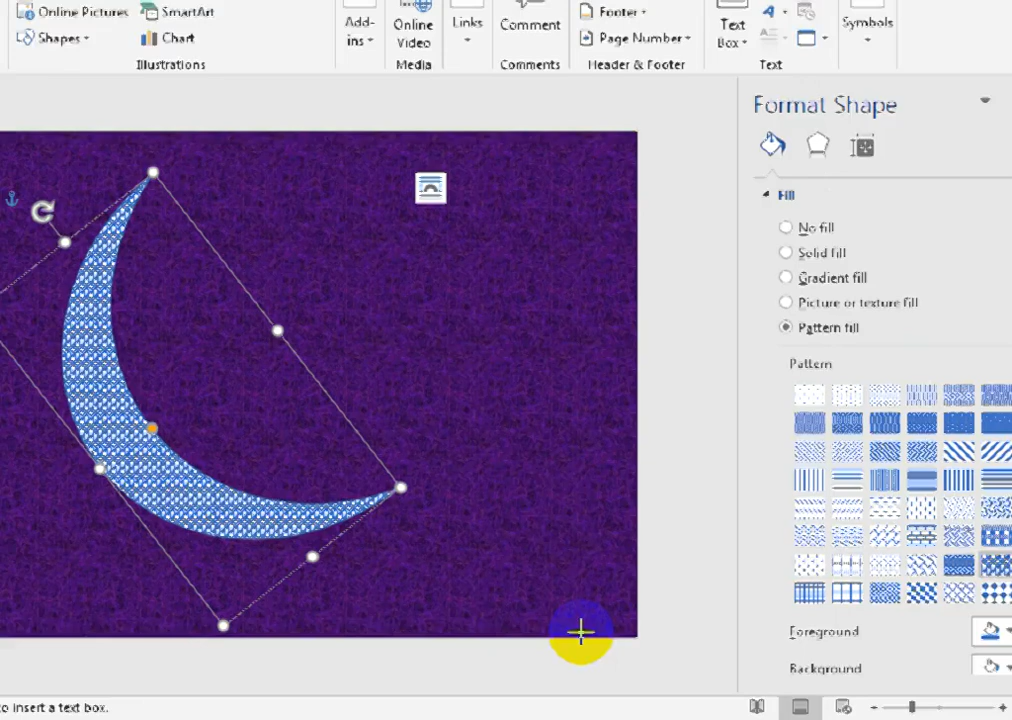 Online Pictures SmartArt
Shapes Chart
Illustrations
Add-
ins
Online
Video
Media
Links
Comment
Comments
Footer
Page Number
Header & Footer
Text
Box
A
Text
Symbols
Format Shape
Fill
No fill
Solid fill
Gradient fill
Picture or texture fill
Pattern fill
Pattern
Foreground
Background
to insert a text box.